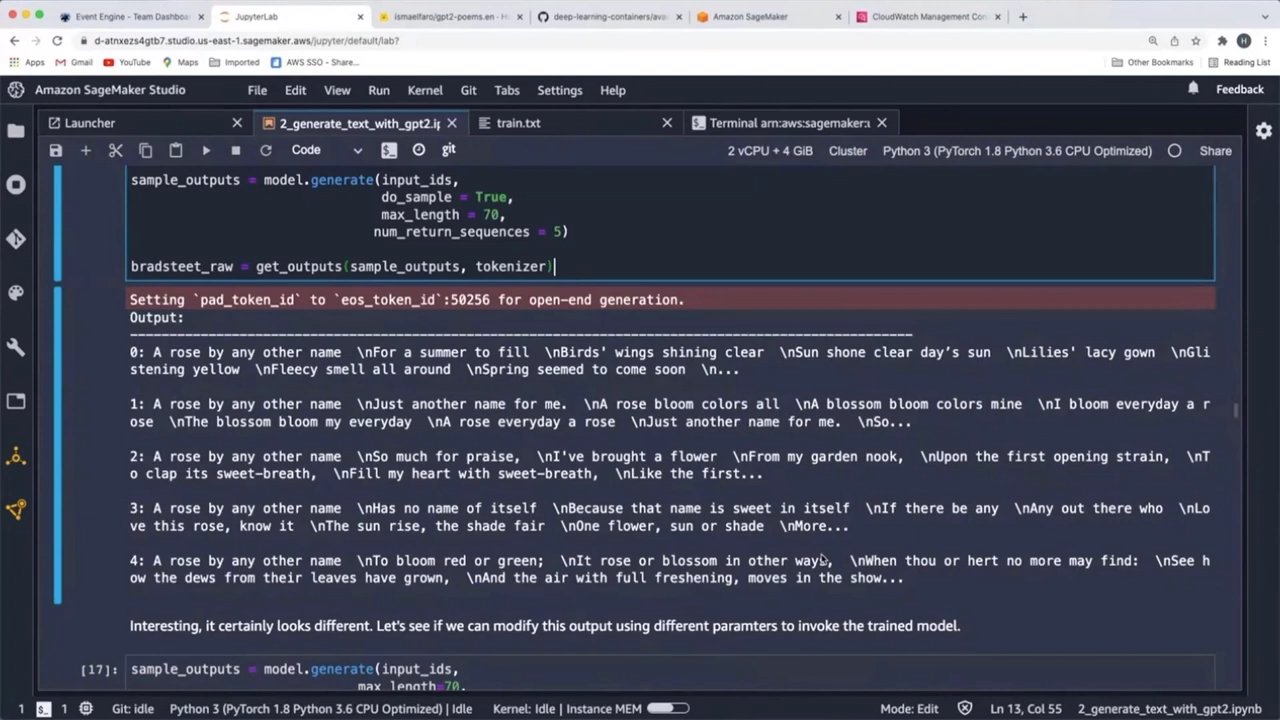 Event Engine - Team Dashboa
JupyterLab
ismaelfaro/gpt2-poems.en - Hu
deep-learning-containers/avai
Amazon SageMaker
CloudWatch Management Con
d-atnxezs4gtb7.studio.us-east-1.sagemaker.aws/jupyter/default/lab?
H
Apps
Gmail
YouTube
Maps
Imported
AWS SSO - Share...
Other Bookmarks
Reading List
Amazon SageMaker Studio
File
Edit
View
Run
Kernel
Git
Tabs
Settings
Help
Feedback
Launcher
2_generate_text_with_gpt2.ip
train.txt
Terminal arn:aws:sagemaker:u
Code
git
2 vCPU + 4 GiB
Cluster
Python 3 (PyTorch 1.8 Python 3.6 CPU Optimized)
Share
sample_outputs = model.generate(input_ids,
do_sample = True,
max_length = 70,
num_return_sequences = 5)
bradsteet_raw = get_outputs(sample_outputs, tokenizer)
Setting `pad_token_id` to `eos_token_id`:50256 for open-end generation.
Output:
----------------------------------------------------------------------------------------------------
0: A rose by any other name  \nFor a summer to fill  \nBirds' wings shining clear  \nSun shone clear day’s sun  \nLilies' lacy gown  \nGli
stening yellow  \nFleecy smell all around  \nSpring seemed to come soon  \n...
1: A rose by any other name  \nJust another name for me.  \nA rose bloom colors all  \nA blossom bloom colors mine  \nI bloom everyday a r
ose  \nThe blossom bloom my everyday  \nA rose everyday a rose  \nJust another name for me.  \nSo...
2: A rose by any other name  \nSo much for praise,  \nI've brought a flower  \nFrom my garden nook,  \nUpon the first opening strain,  \nT
o clap its sweet-breath,  \nFill my heart with sweet-breath,  \nLike the first...
3: A rose by any other name  \nHas no name of itself  \nBecause that name is sweet in itself  \nIf there be any  \nAny out there who  \nLo
ve this rose, know it  \nThe sun rise, the shade fair  \nOne flower, sun or shade  \nMore...
4: A rose by any other name  \nTo bloom red or green;  \nIt rose or blossom in other ways,  \nWhen thou or hert no more may find:  \nSee h
ow the dews from their leaves have grown,  \nAnd the air with full freshening, moves in the show...
Interesting, it certainly looks different. Let's see if we can modify this output using different paramters to invoke the trained model.
[17]: sample_outputs = model.generate(input_ids,
max_length=70,
1
1
Git: idle
Python 3 (PyTorch 1.8 Python 3.6 CPU Optimized) | Idle
Kernel: Idle | Instance MEM
Mode: Edit
Ln 13, Col 55
2_generate_text_with_gpt2.ipynb